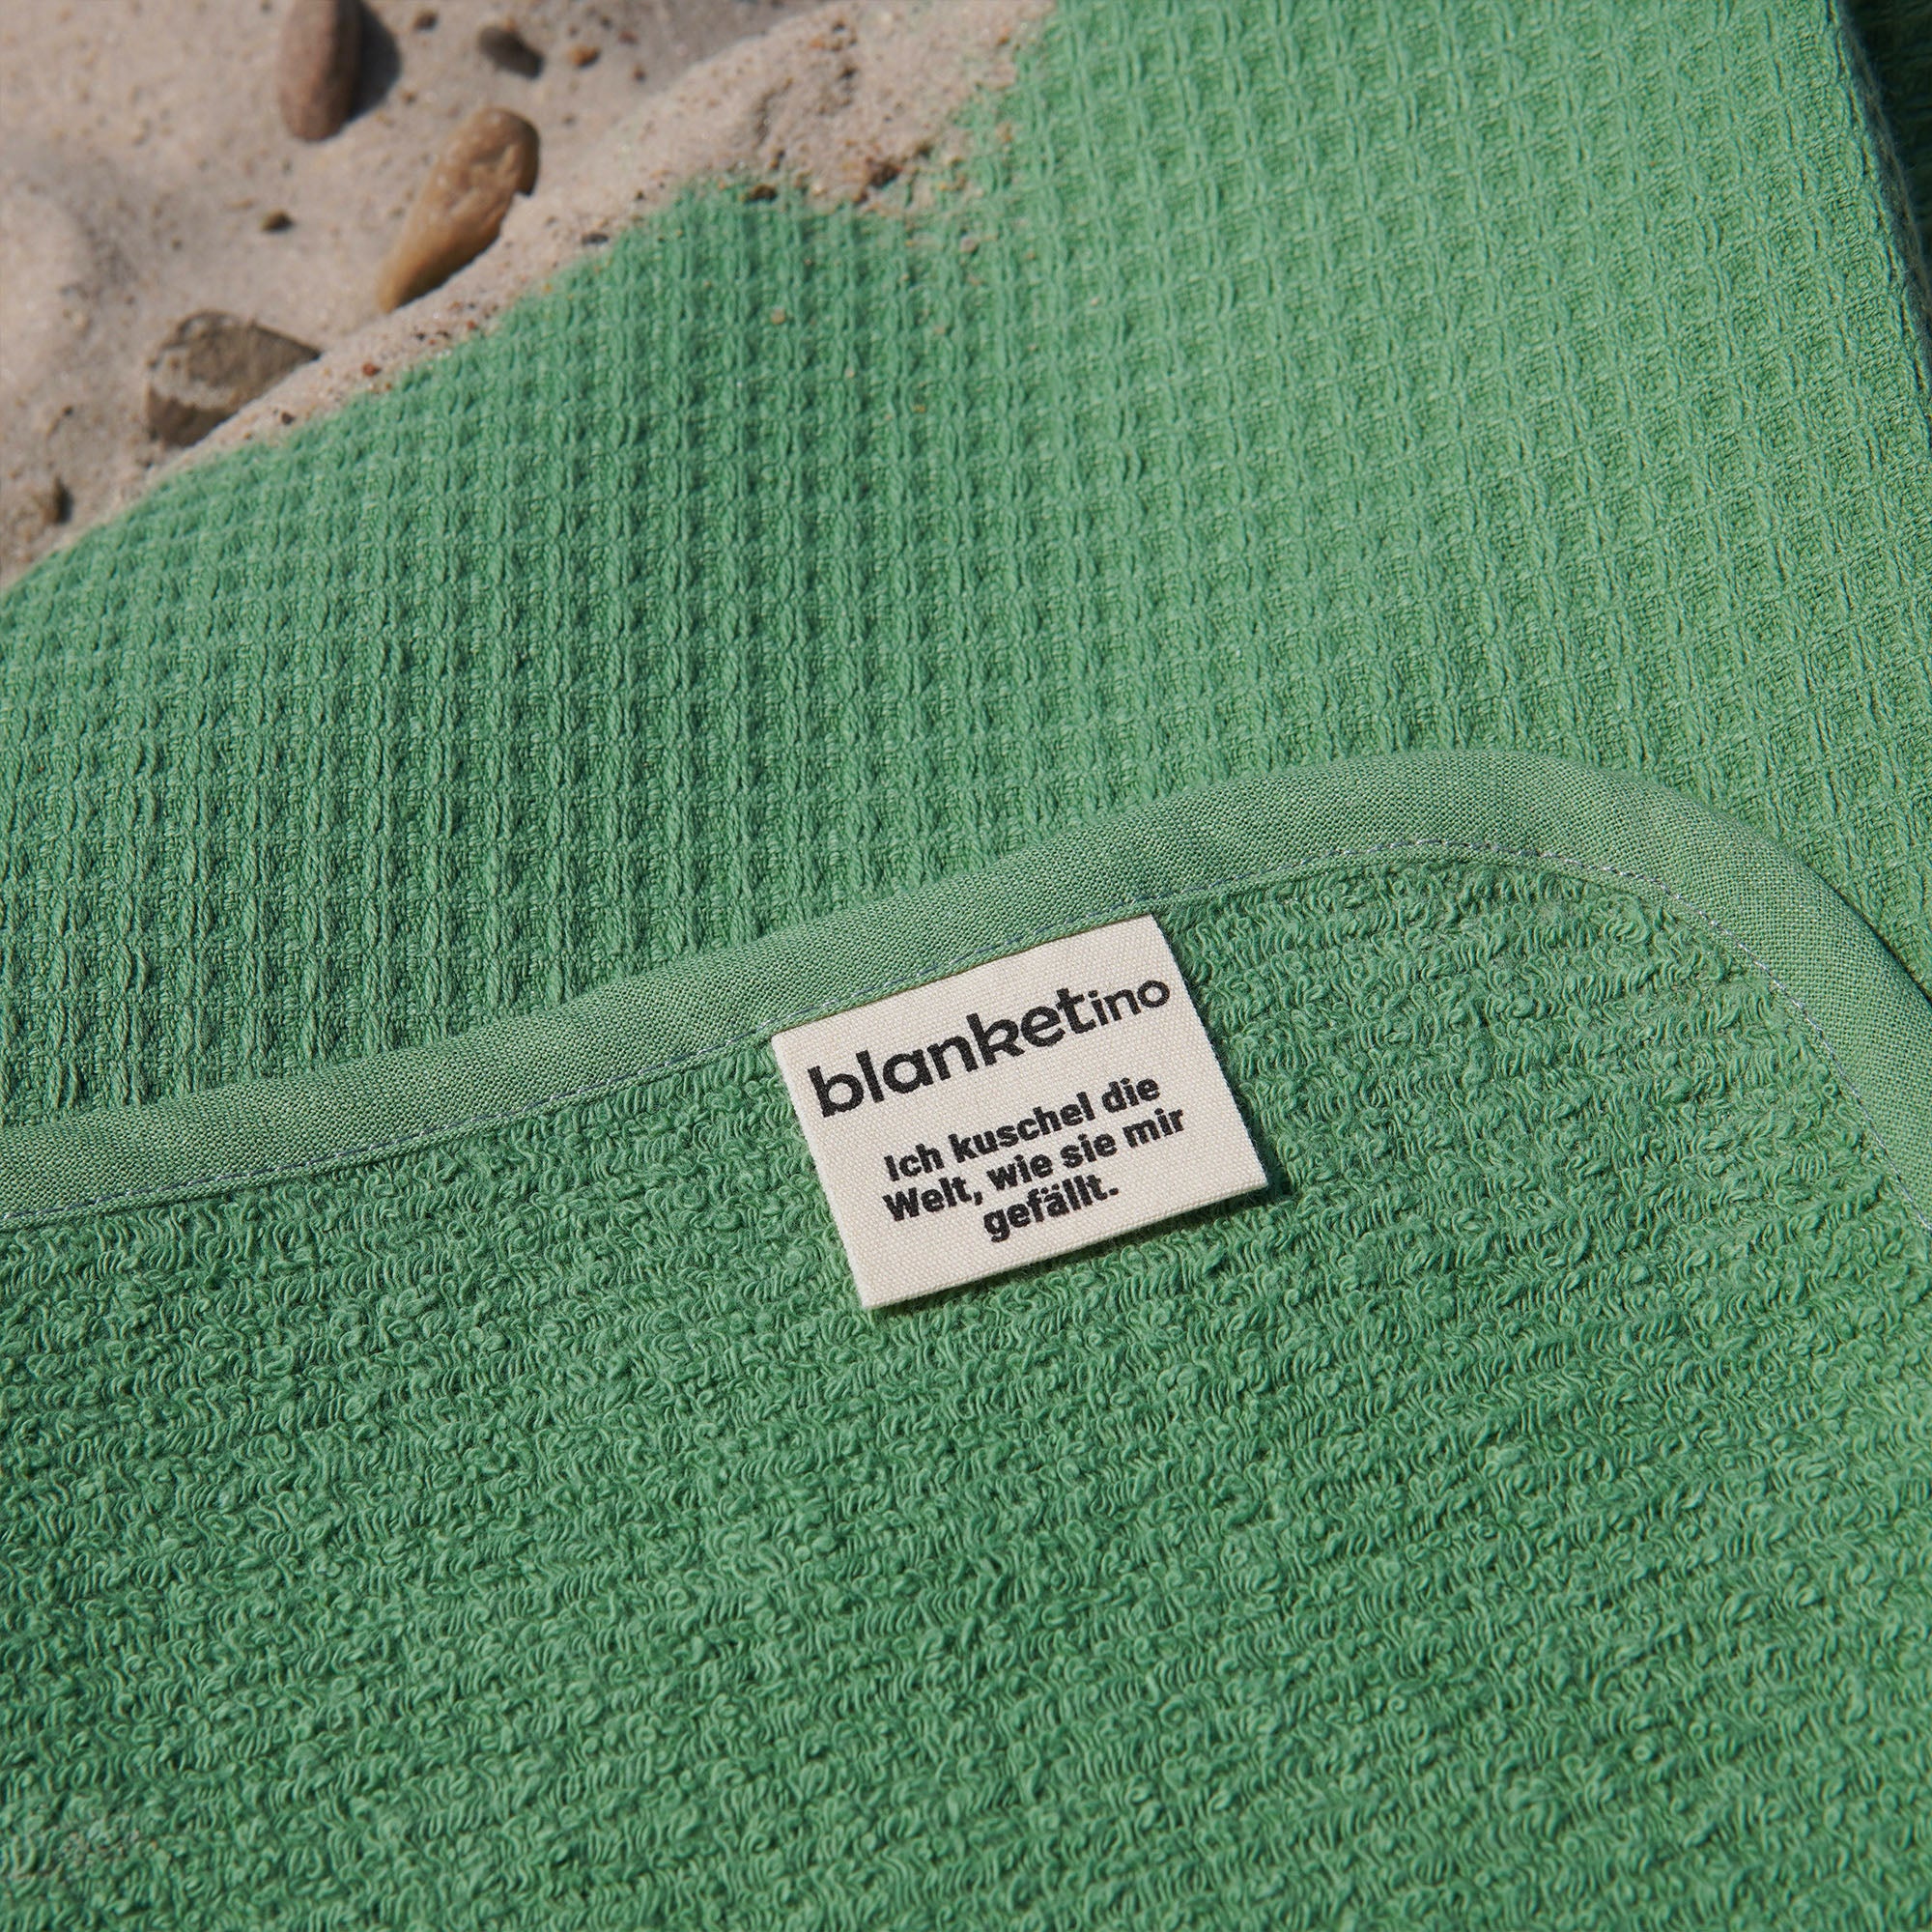 blanketino
Ich kuschel die
Welt, wie sie mir
gefällt.